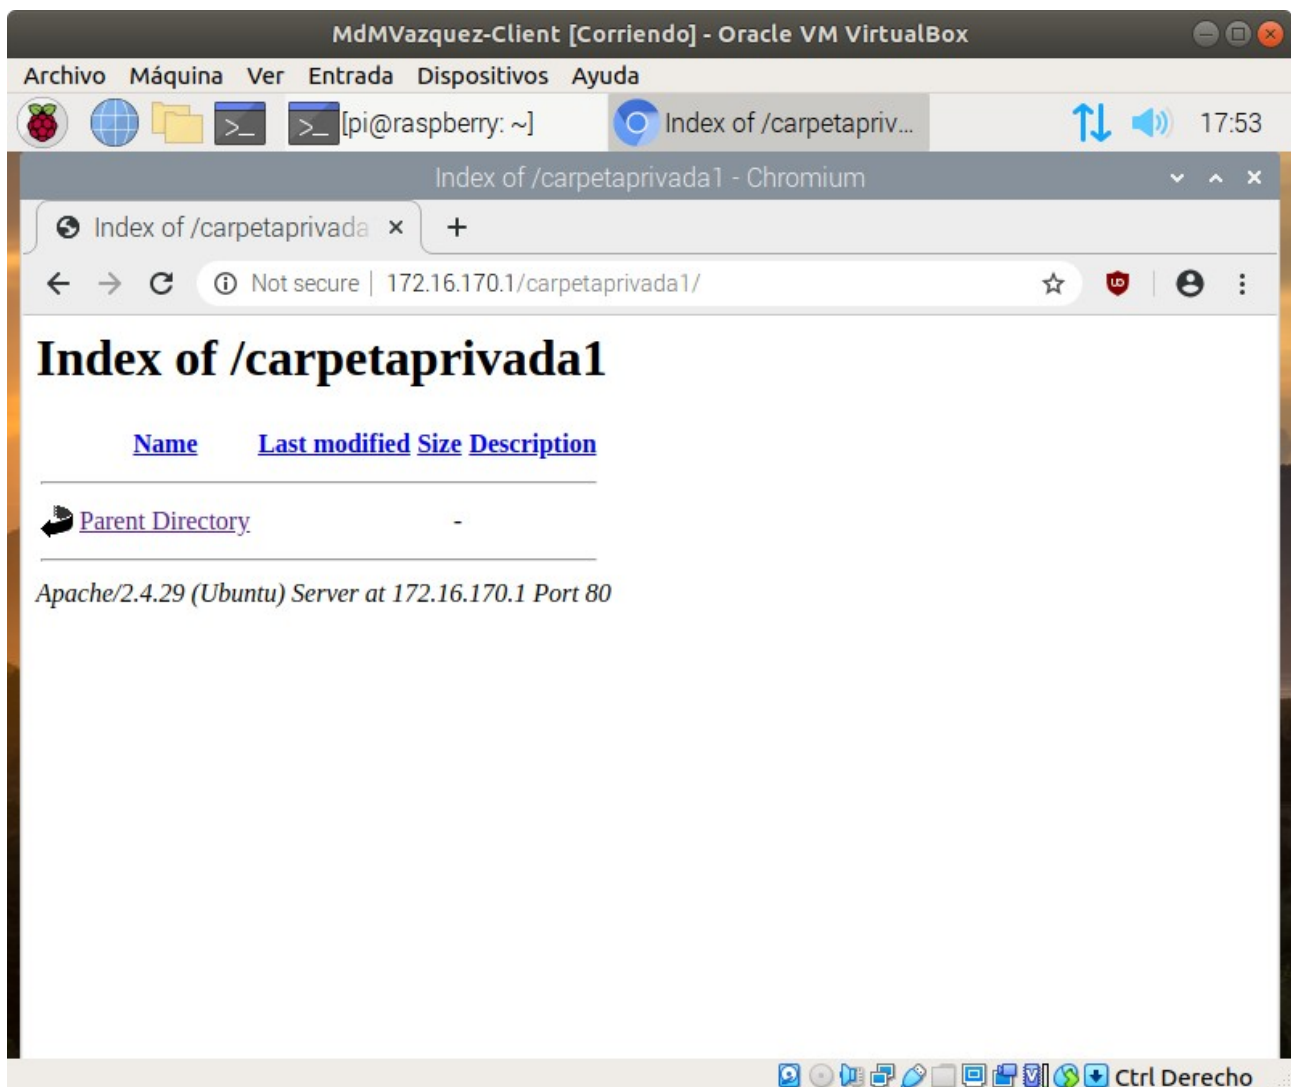 MdMVazquez-Client [Corriendo] - Oracle VM VirtualBox
Archivo Máquina Ver Entrada Dispositivos Ayuda
[pi@raspberry: ~] Index of /carpetapriv... 17:53
Index of /carpetaprivada1 - Chromium
Index of /carpetaprivada
Not secure | 172.16.170.1/carpetaprivada1/
Index of /carpetaprivada1
Name Last modified Size Description
Parent Directory -
Apache/2.4.29 (Ubuntu) Server at 172.16.170.1 Port 80
Ctrl Derecho